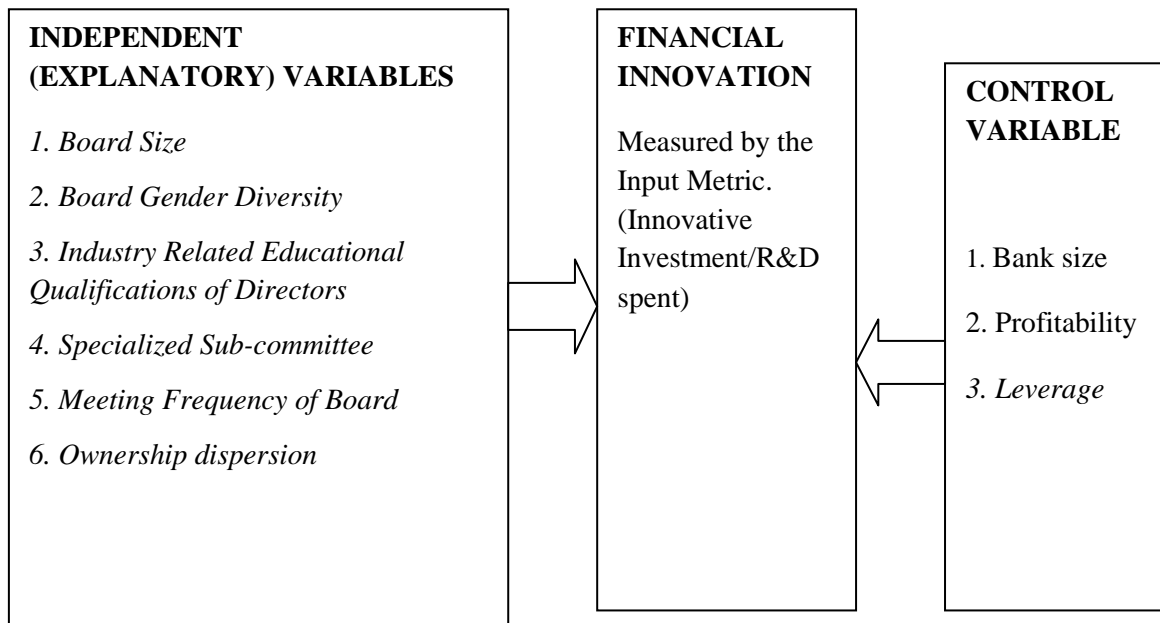 INDEPENDENT
(EXPLANATORY) VARIABLES
1. Board Size
2. Board Gender Diversity
3. Industry Related Educational
Qualifications of Directors
4. Specialized Sub-committee
5. Meeting Frequency of Board
6. Ownership dispersion
FINANCIAL
INNOVATION
Measured by the
Input Metric.
(Innovative
Investment/R&D
spent)
CONTROL
VARIABLE
1. Bank size
2. Profitability
3. Leverage